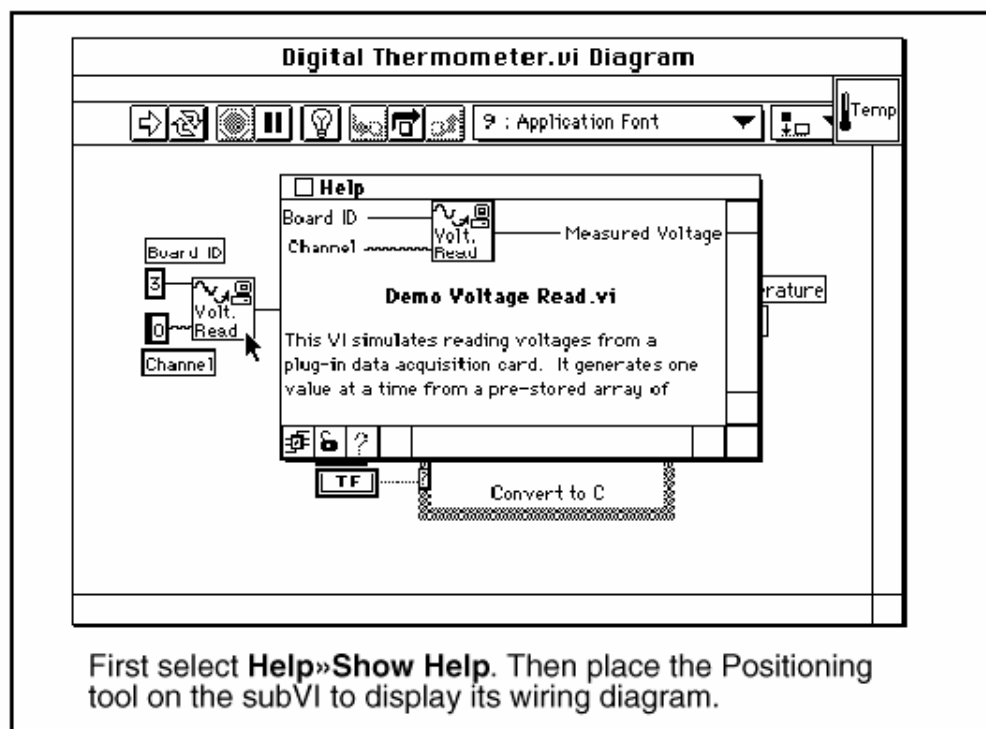 Digital Thermometer.vi Diagram
9 : Application Font
Temp
Help
Board ID
Channel
Volt.
Read
Measured Voltage
Demo Voltage Read.vi
This VI simulates reading voltages from a
plug-in data acquisition card. It generates one
value at a time from a pre-stored array of
?
Board ID
3
Volt.
Read
0
Channel
erature
TF
?
Convert to C
First select Help»Show Help. Then place the Positioning
tool on the subVI to display its wiring diagram.